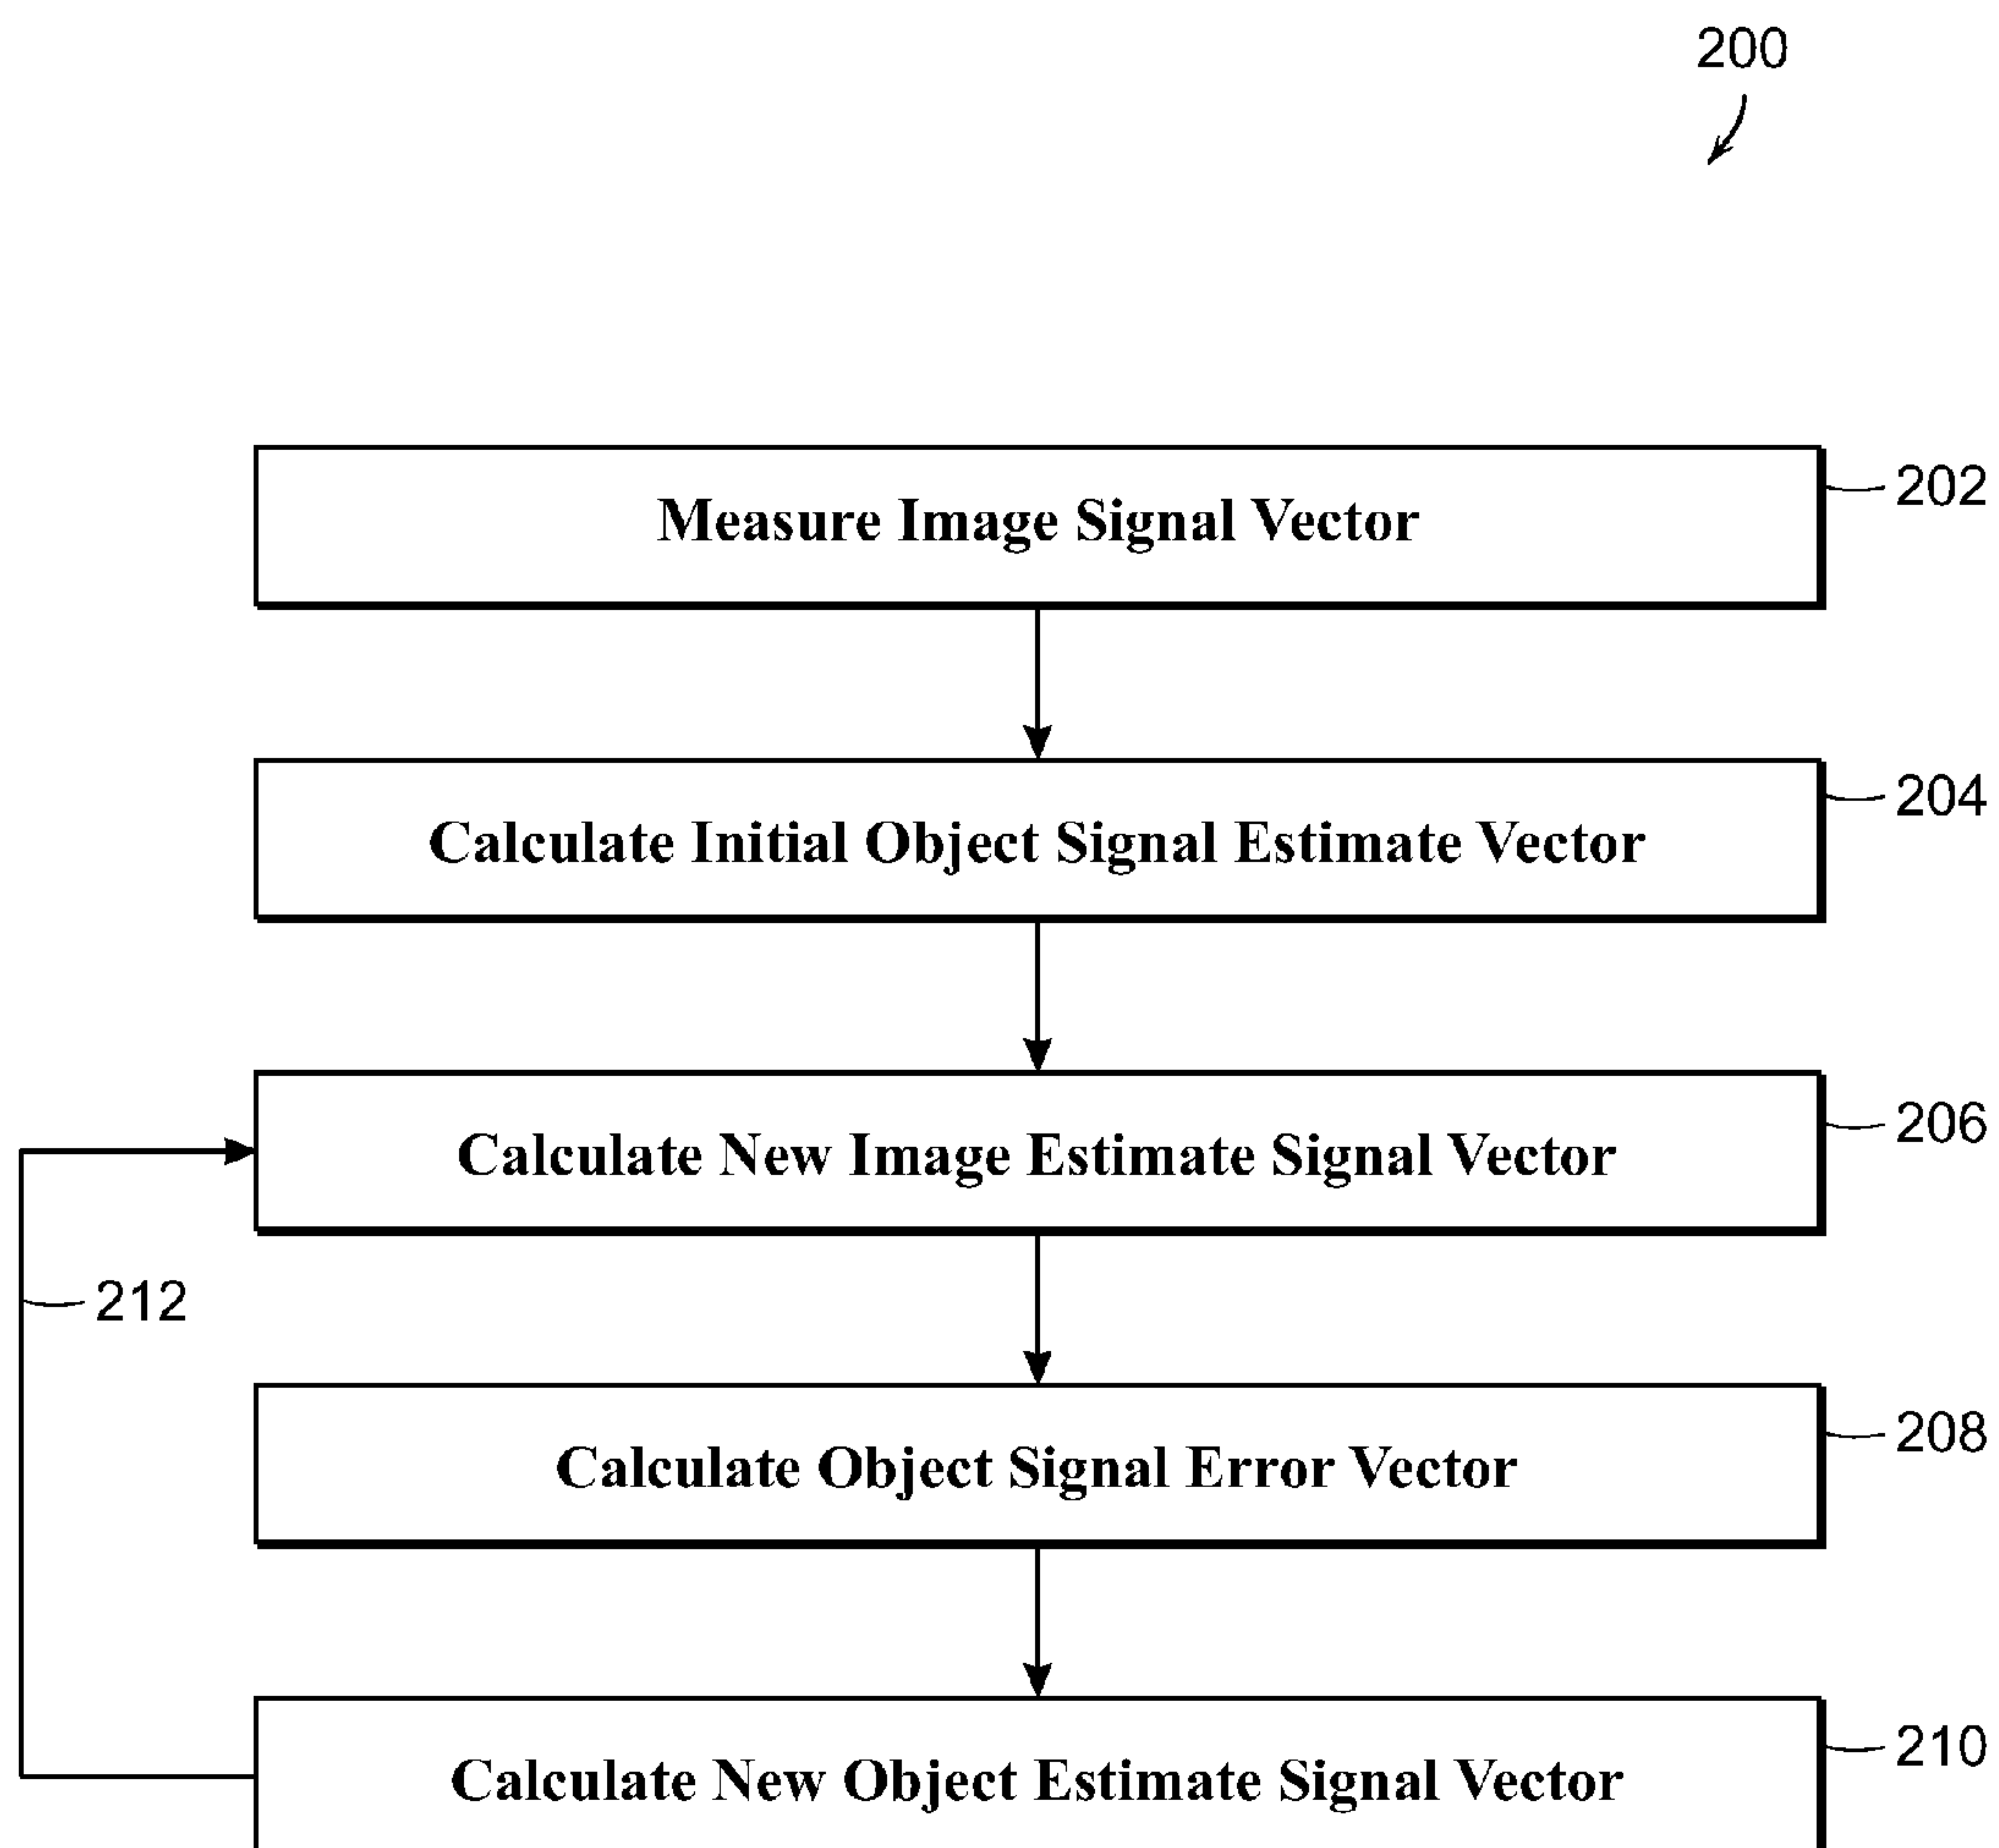 200
Measure Image Signal Vector
202
Calculate Initial Object Signal Estimate Vector
204
Calculate New Image Estimate Signal Vector
206
212
Calculate Object Signal Error Vector
208
Calculate New Object Estimate Signal Vector
210